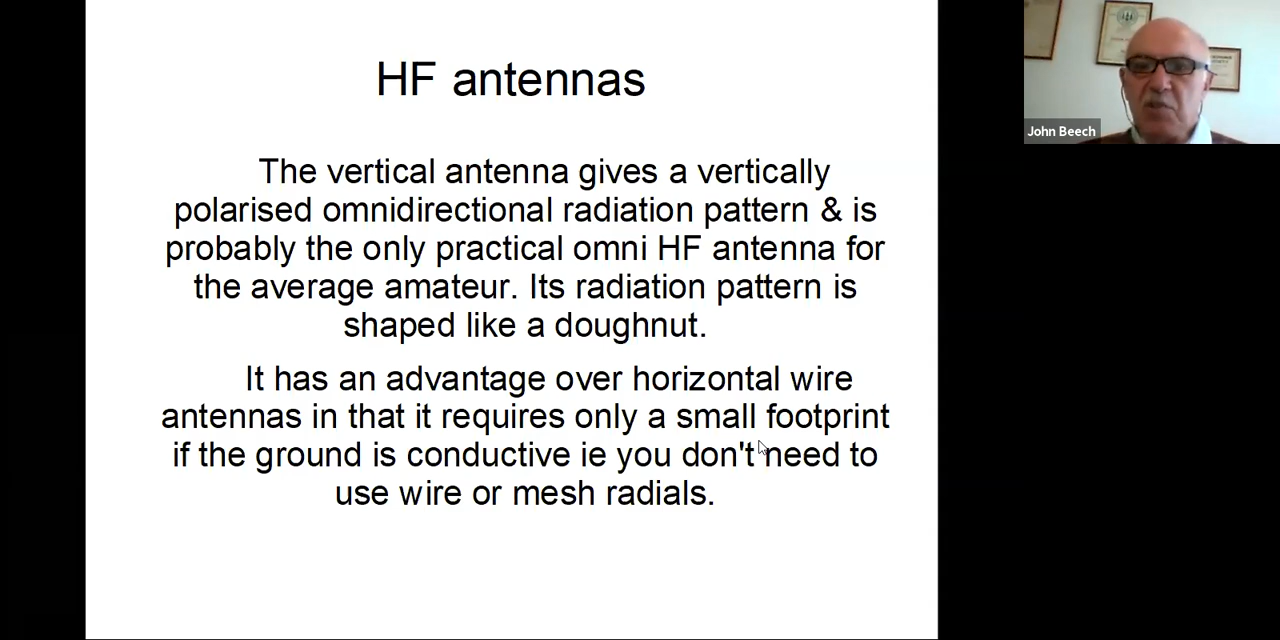 HF antennas
The vertical antenna gives a vertically
polarised omnidirectional radiation pattern & is
probably the only practical omni HF antenna for
the average amateur. Its radiation pattern is
shaped like a doughnut.
It has an advantage over horizontal wire
antennas in that it requires only a small footprint
if the ground is conductive ie you don't need to
use wire or mesh radials.
John Beech